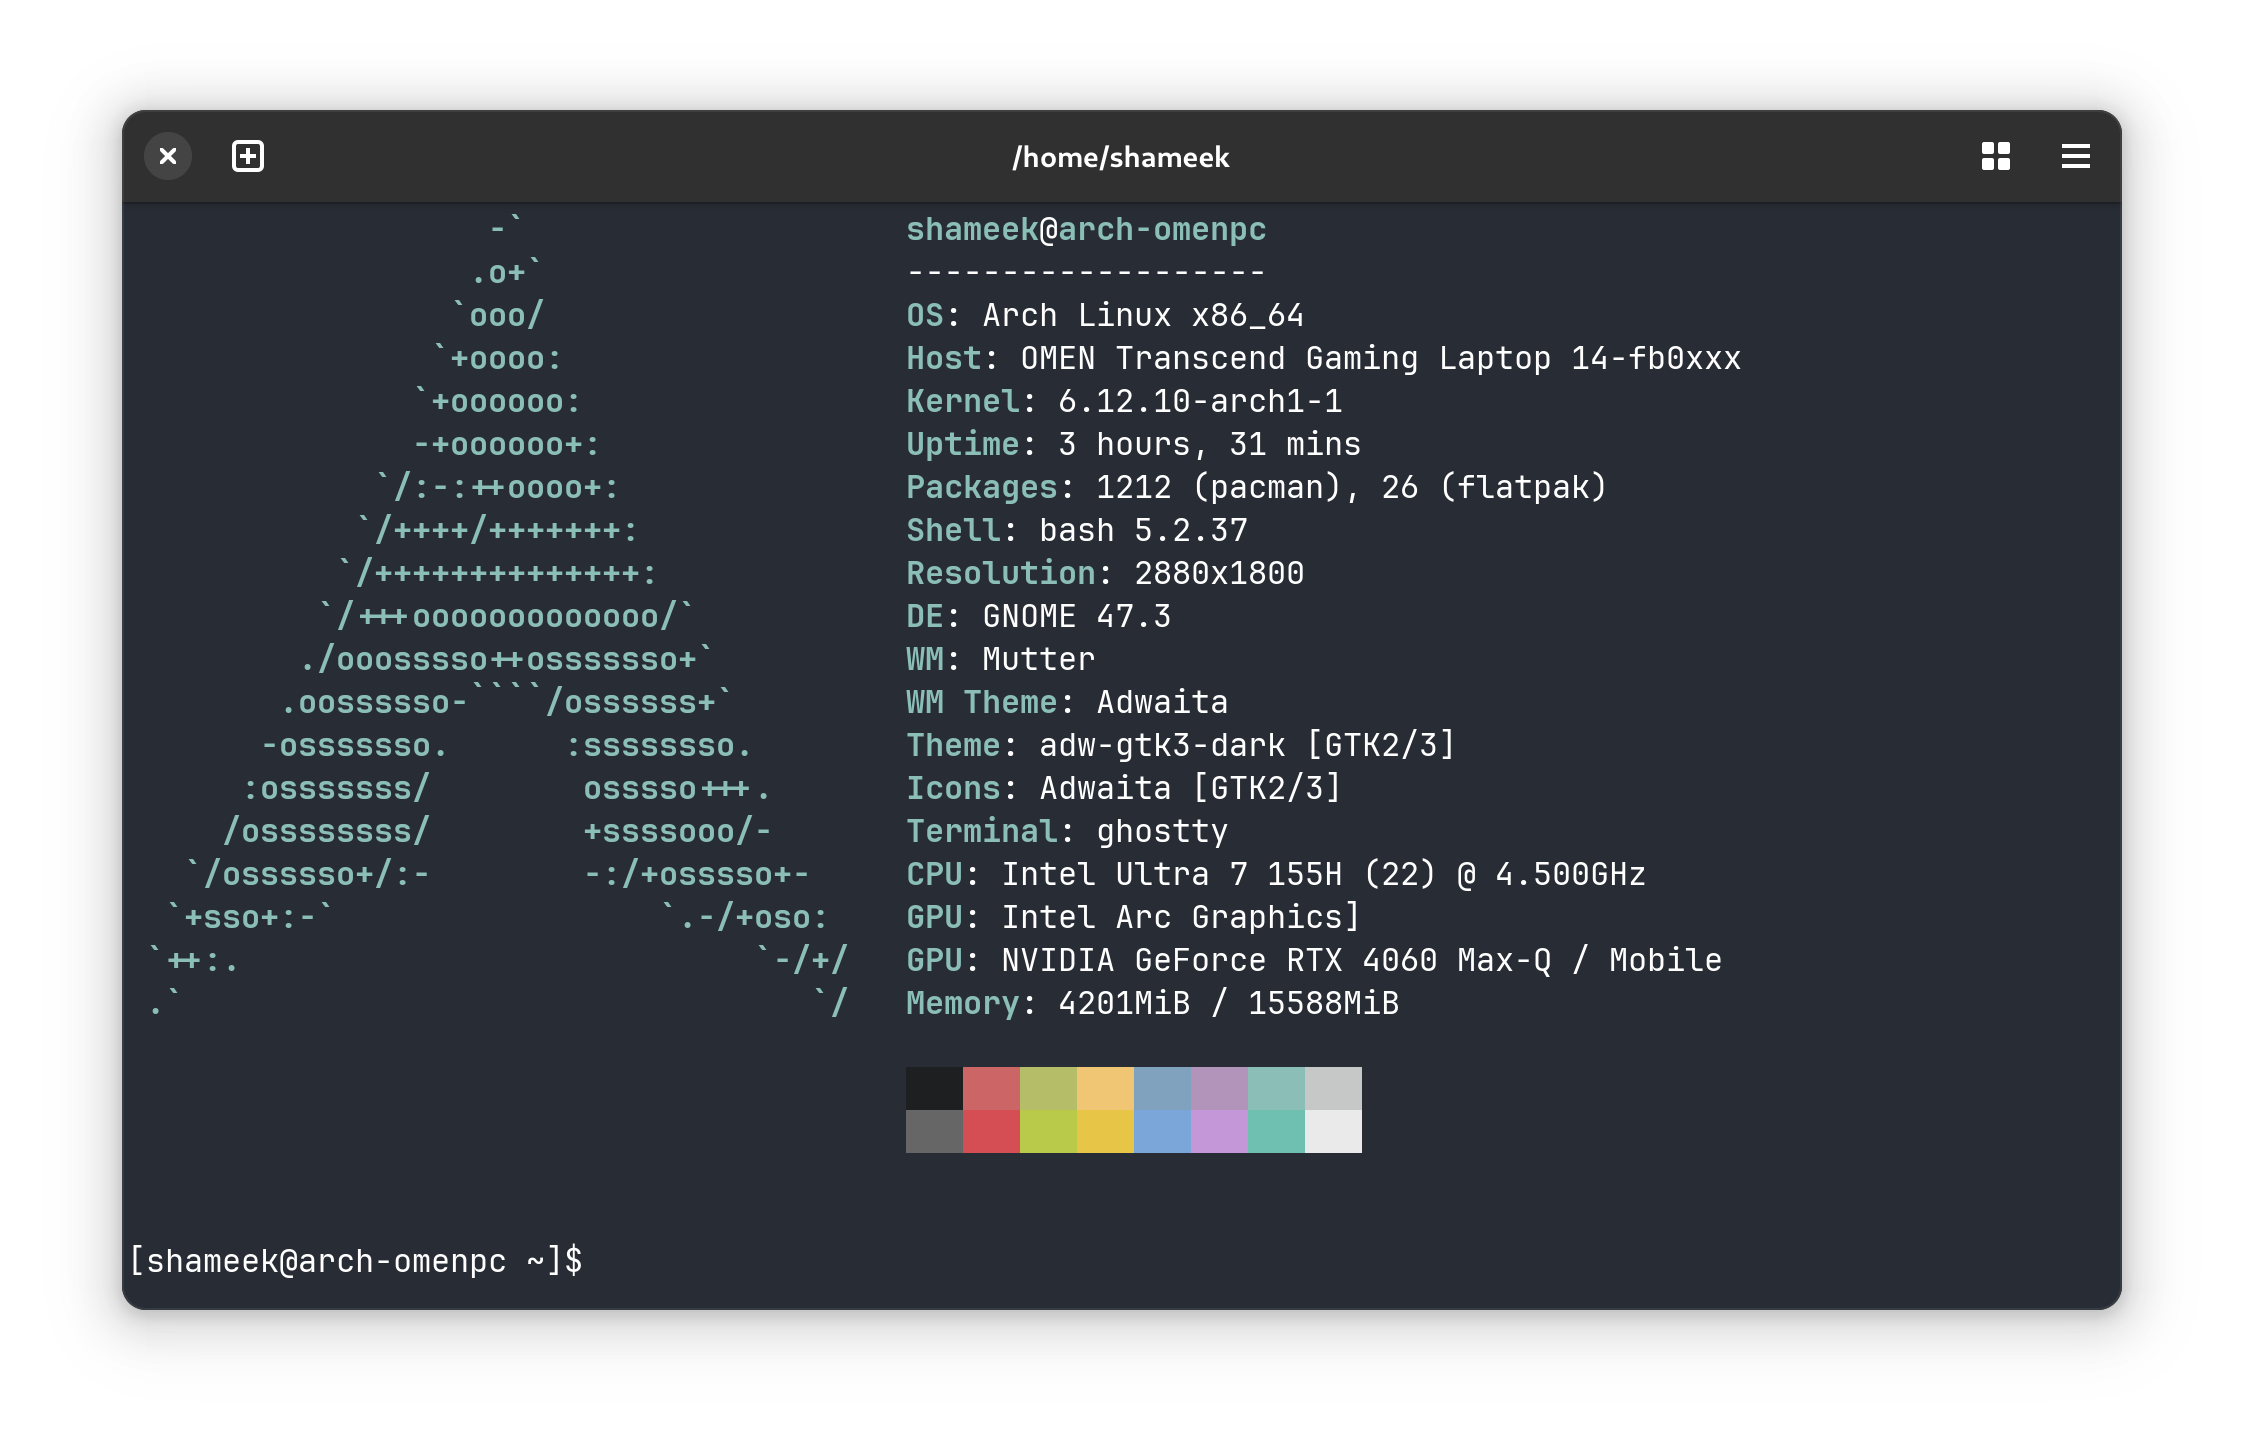 /home/shameek
                   -`                    shameek@arch-omenpc
                  .o+`                   -------------------
                 `ooo/                   OS: Arch Linux x86_64
                `+oooo:                  Host: OMEN Transcend Gaming Laptop 14-fb0xxx
               `+oooooo:                 Kernel: 6.12.10-arch1-1
               -+oooooo+:                Uptime: 3 hours, 31 mins
             `/:-:++oooo+:               Packages: 1212 (pacman), 26 (flatpak)
            `/++++/+++++++:              Shell: bash 5.2.37
           `/++++++++++++++:             Resolution: 2880x1800
          `/+++ooooooooooooo/`           DE: GNOME 47.3
         ./ooosssso++osssssso+`          WM: Mutter
        .oossssso-````/ossssss+`         WM Theme: Adwaita
       -osssssso.      :ssssssso.        Theme: adw-gtk3-dark [GTK2/3]
      :osssssss/        osssso+++.       Icons: Adwaita [GTK2/3]
     /ossssssss/        +ssssooo/-       Terminal: ghostty
   `/ossssso+/:-        -:/+osssso+-     CPU: Intel Ultra 7 155H (22) @ 4.500GHz
  `+sso+:-`                 `.-/+oso:    GPU: Intel Arc Graphics]
 `++:.                           `-/+/   GPU: NVIDIA GeForce RTX 4060 Max-Q / Mobile
 .`                                 `/   Memory: 4201MiB / 15588MiB
[shameek@arch-omenpc ~]$